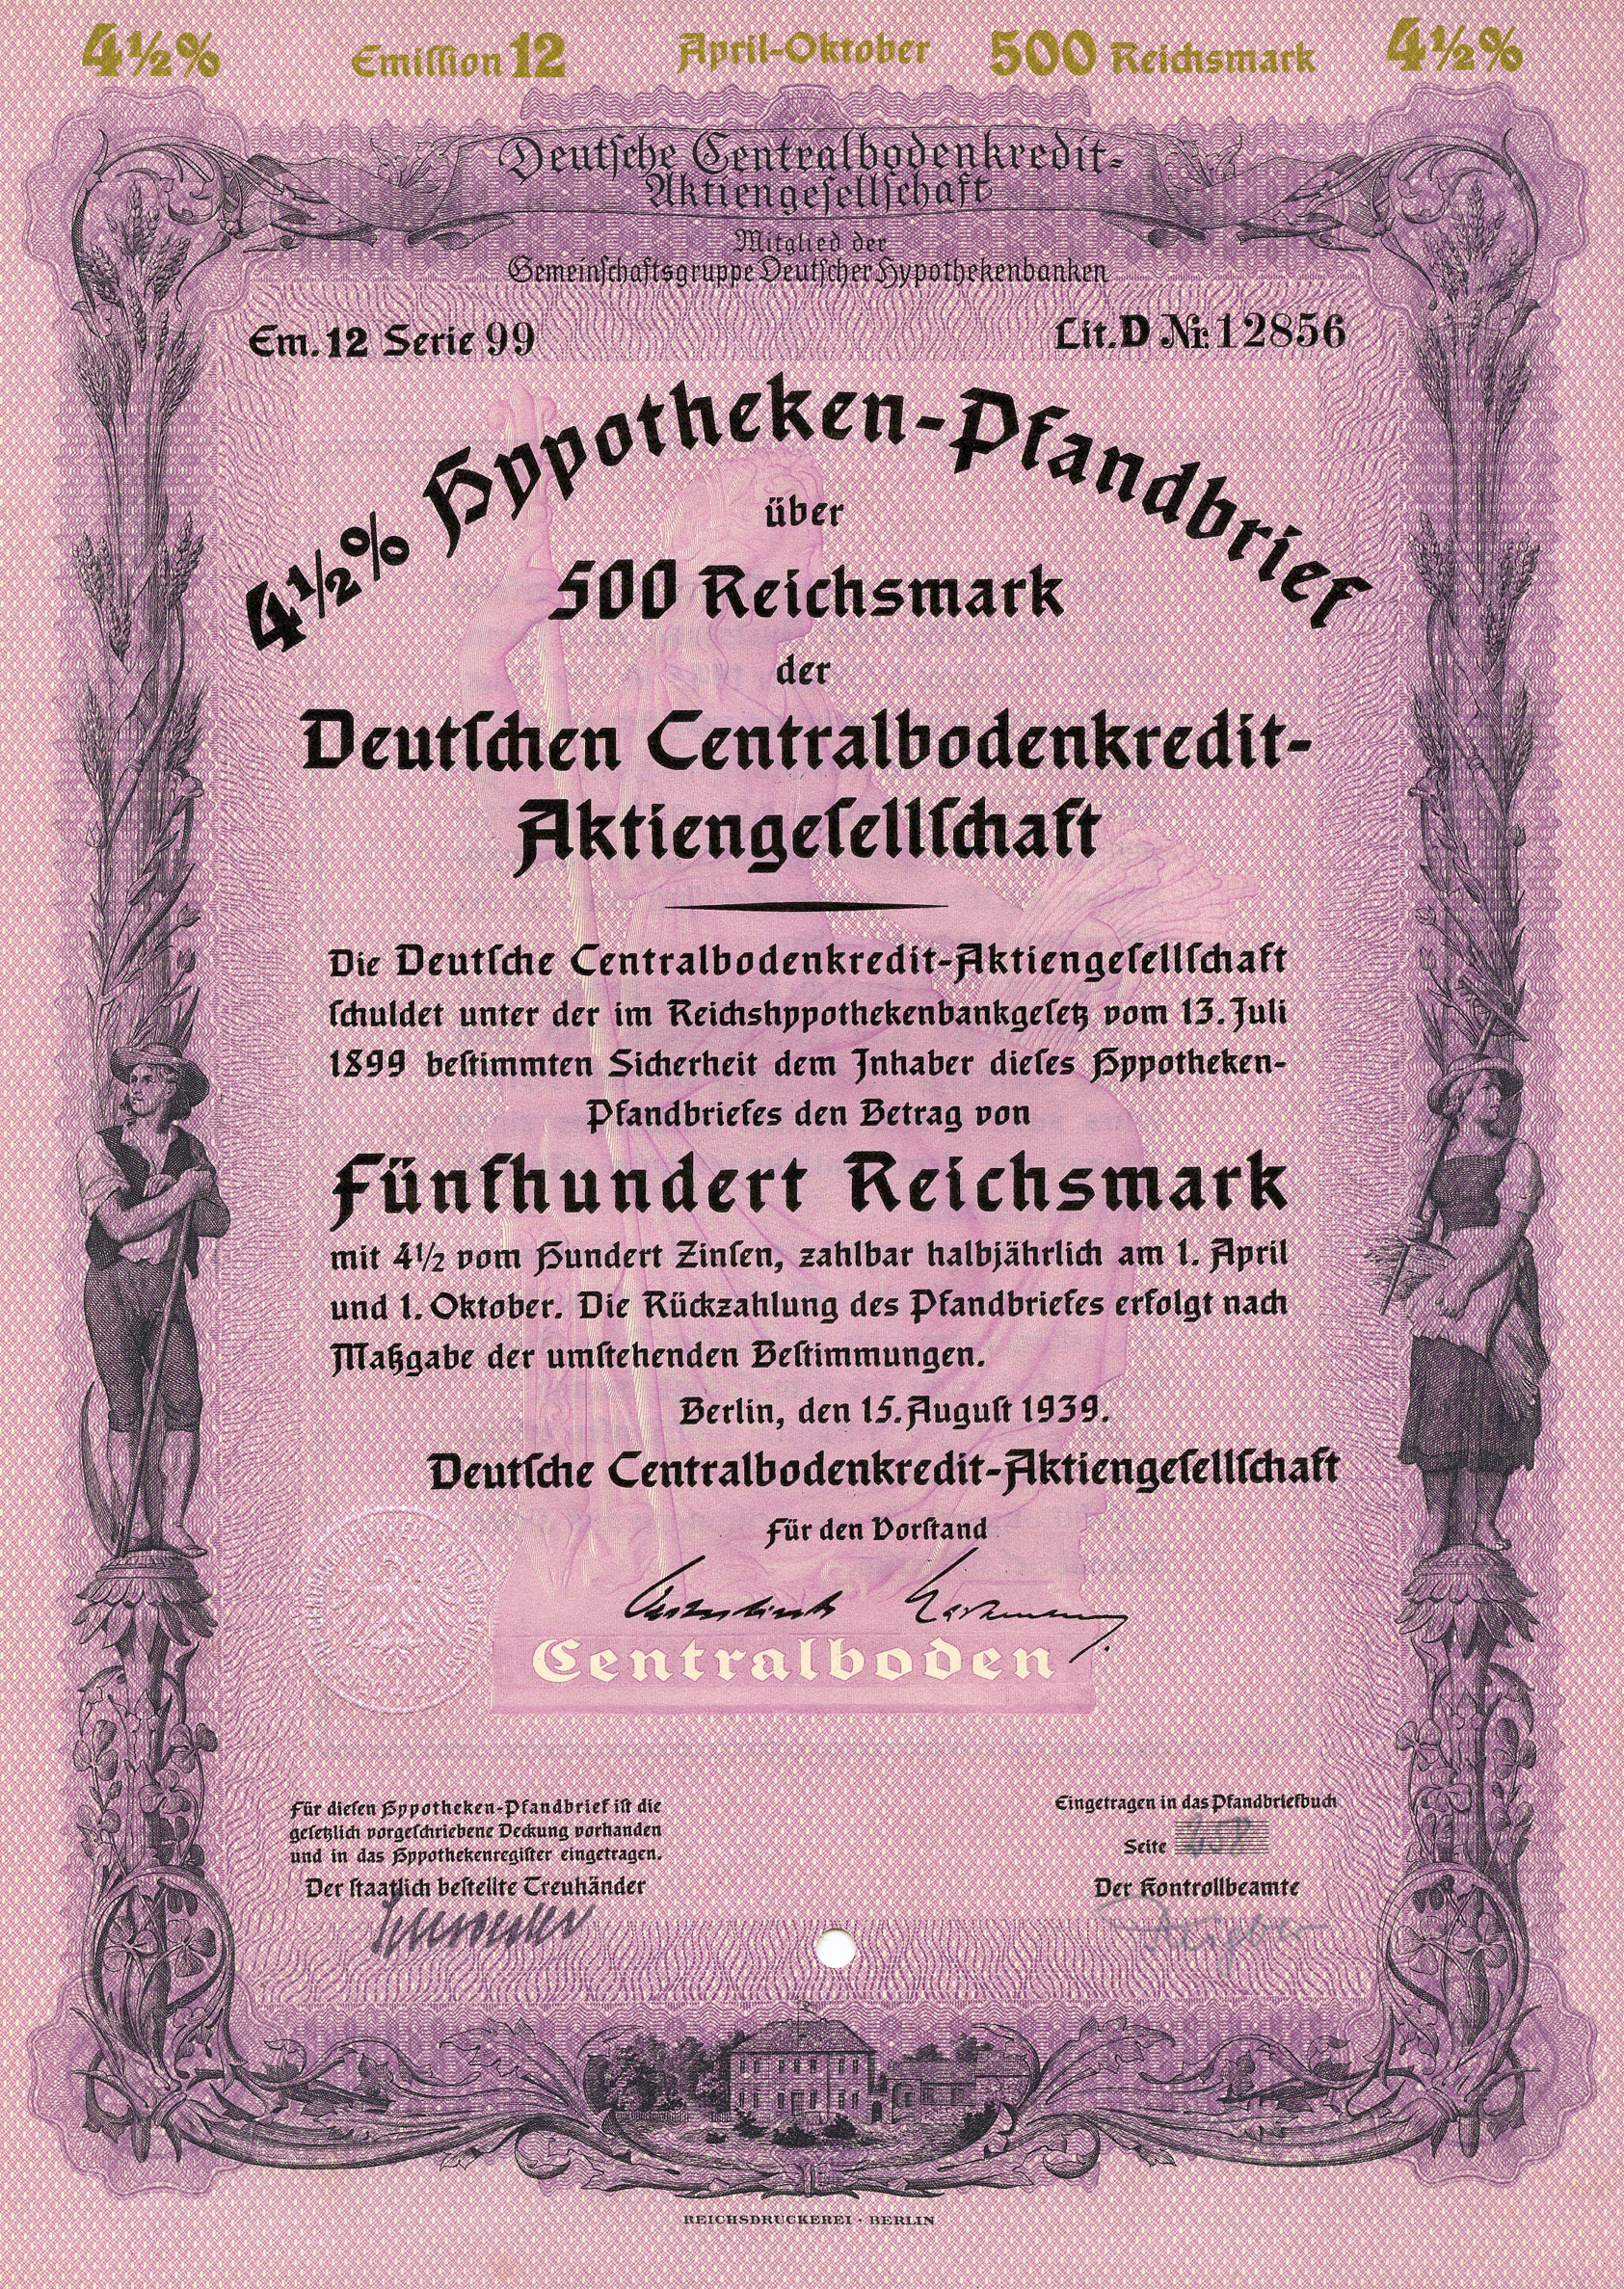 4½% Emiſſion 12 April-Oktober 500 Reichsmark 4½%
Deutſche Centralbodenkredit-
Aktiengeſellſchaft
Mitglied der
Gemeinſchaftsgruppe Deutſcher Hypothekenbanken
Em. 12 Serie 99 Lit. D Nr. 12856
4½% Hypotheken-Pfandbrief
über
500 Reichsmark
der
Deutſchen Centralbodenkredit-
Aktiengeſellſchaft
Die Deutſche Centralbodenkredit-Aktiengeſellſchaft
ſchuldet unter der im Reichshypothekenbankgeſetz vom 13. Juli
1899 beſtimmten Sicherheit dem Inhaber dieſes Hypotheken-
Pfandbriefes den Betrag von
Fünfhundert Reichsmark
mit 4½ vom Hundert Zinſen, zahlbar halbjährlich am 1. April
und 1. Oktober. Die Rückzahlung des Pfandbriefes erfolgt nach
Maßgabe der umſtehenden Beſtimmungen.
Berlin, den 15. Auguſt 1939.
Deutſche Centralbodenkredit-Aktiengeſellſchaft
Für den Vorſtand
Centralboden
Für dieſen Hypotheken-Pfandbrief iſt die
geſetzlich vorgeſchriebene Deckung vorhanden
und in das Hypothekenregiſter eingetragen.
Der ſtaatlich beſtellte Treuhänder
Eingetragen in das Pfandbriefbuch
Seite
Der Kontrollbeamte
REICHSDRUCKEREI · BERLIN